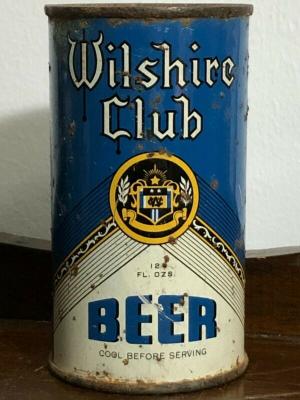 Wilshire
Club
12
FL. OZS.
BEER
COOL BEFORE SERVING